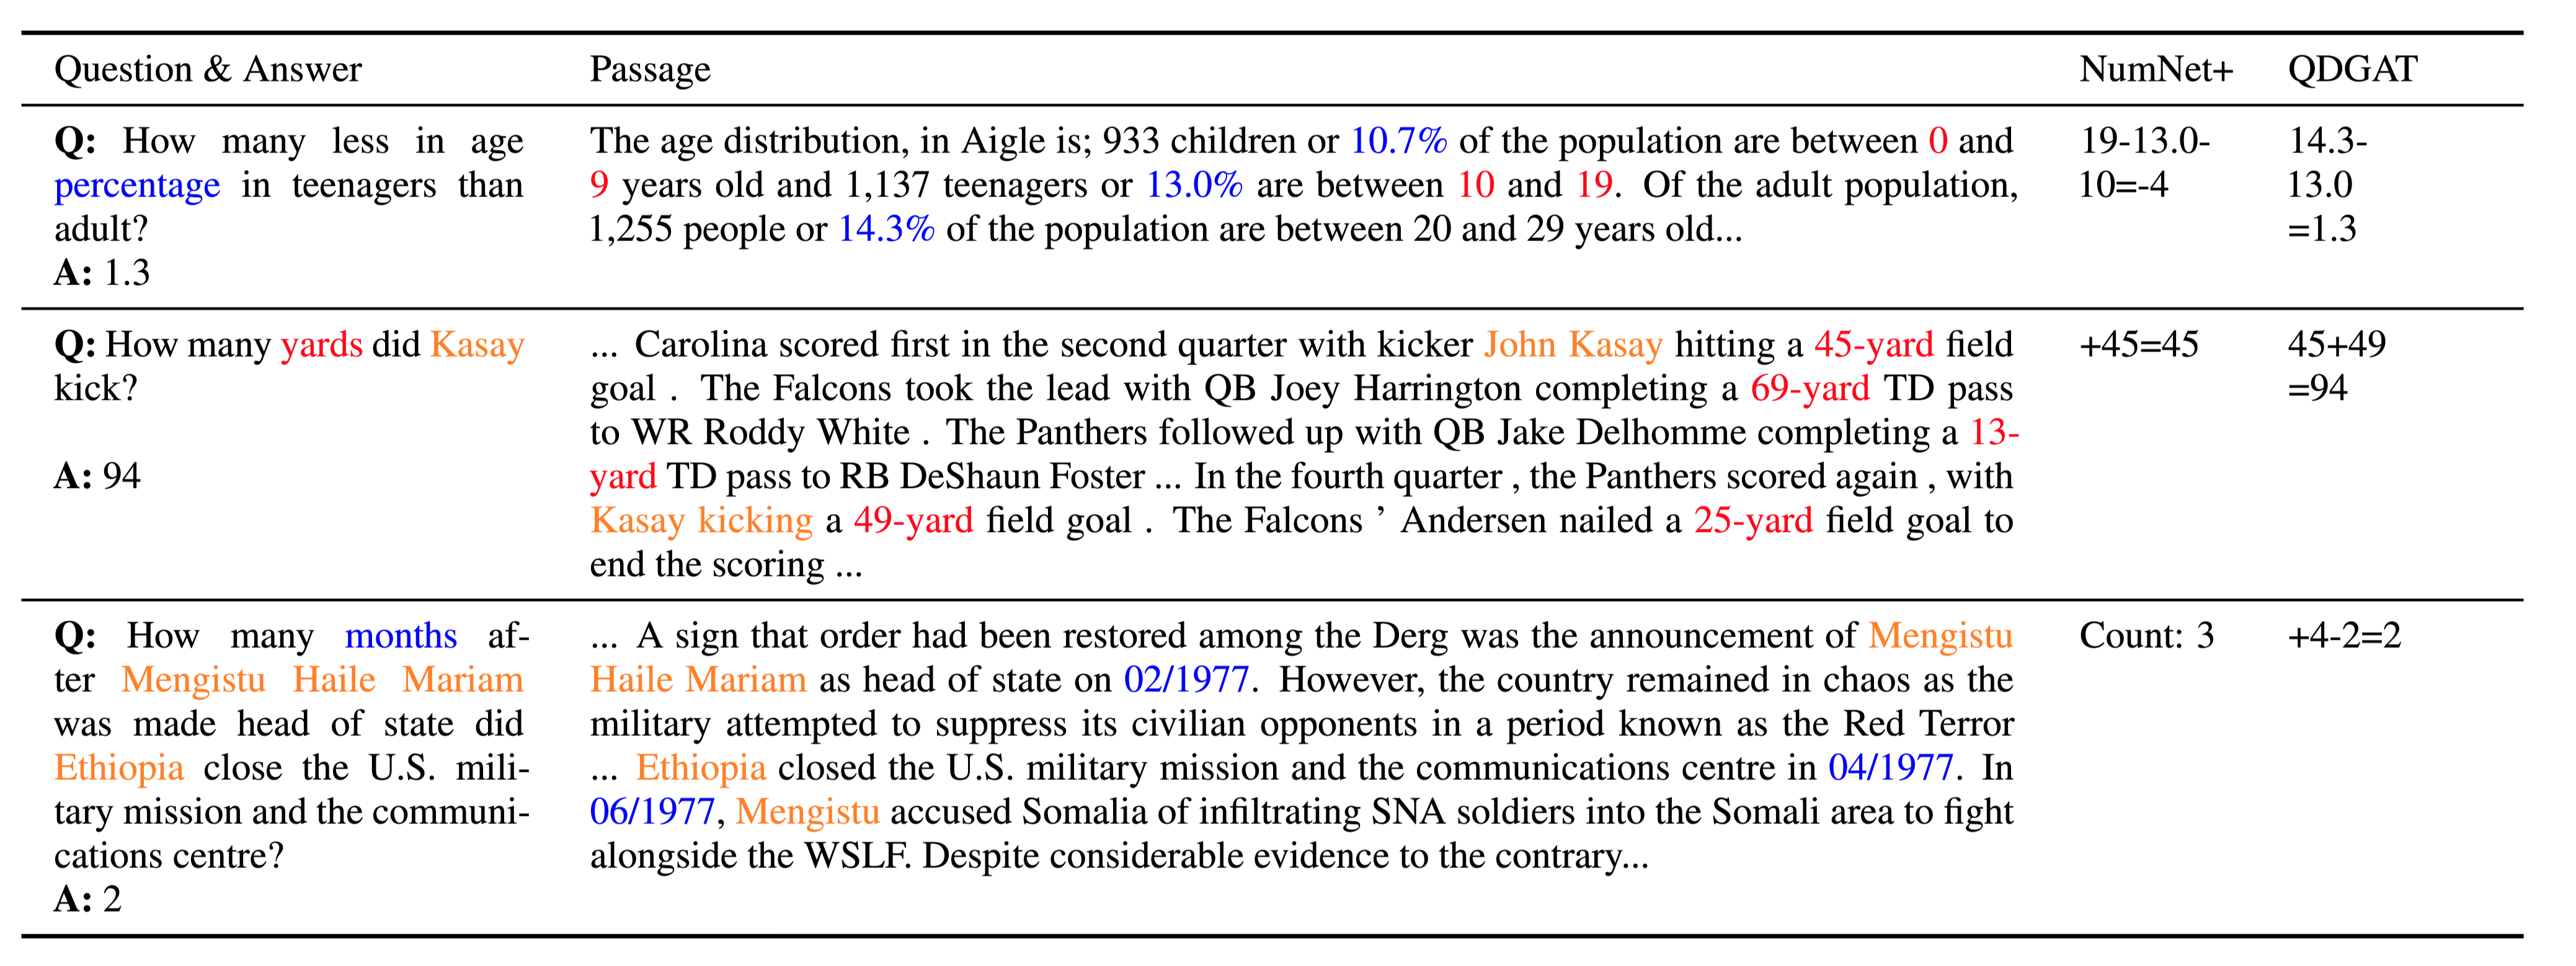 Question & Answer Passage NumNet+ QDGAT
Q: How many less in age
percentage in teenagers than
adult?
A: 1.3
The age distribution, in Aigle is; 933 children or 10.7% of the population are between 0 and
9 years old and 1,137 teenagers or 13.0% are between 10 and 19. Of the adult population,
1,255 people or 14.3% of the population are between 20 and 29 years old...
19-13.0-
10=-4
14.3-
13.0
=1.3
Q: How many yards did Kasay
kick?
A: 94
... Carolina scored first in the second quarter with kicker John Kasay hitting a 45-yard field
goal . The Falcons took the lead with QB Joey Harrington completing a 69-yard TD pass
to WR Roddy White . The Panthers followed up with QB Jake Delhomme completing a 13-
yard TD pass to RB DeShaun Foster ... In the fourth quarter , the Panthers scored again , with
Kasay kicking a 49-yard field goal . The Falcons ’ Andersen nailed a 25-yard field goal to
end the scoring ...
+45=45
45+49
=94
Q: How many months af-
ter Mengistu Haile Mariam
was made head of state did
Ethiopia close the U.S. mili-
tary mission and the communi-
cations centre?
A: 2
... A sign that order had been restored among the Derg was the announcement of Mengistu
Haile Mariam as head of state on 02/1977. However, the country remained in chaos as the
military attempted to suppress its civilian opponents in a period known as the Red Terror
... Ethiopia closed the U.S. military mission and the communications centre in 04/1977. In
06/1977, Mengistu accused Somalia of infiltrating SNA soldiers into the Somali area to fight
alongside the WSLF. Despite considerable evidence to the contrary...
Count: 3
+4-2=2